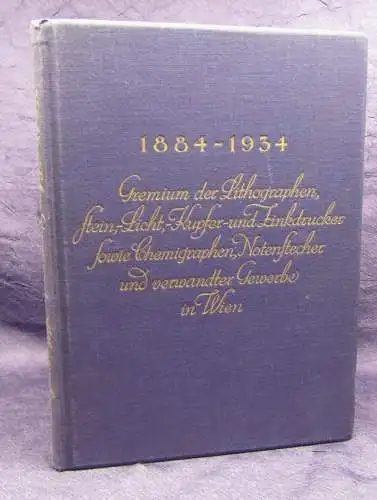 1884-1934
Gremium der Lithographen,
Stein-, Licht-, Kupfer- und Zinkdrucker
sowie Chemigraphen, Notenstecher
und verwandter Gewerbe
in Wien